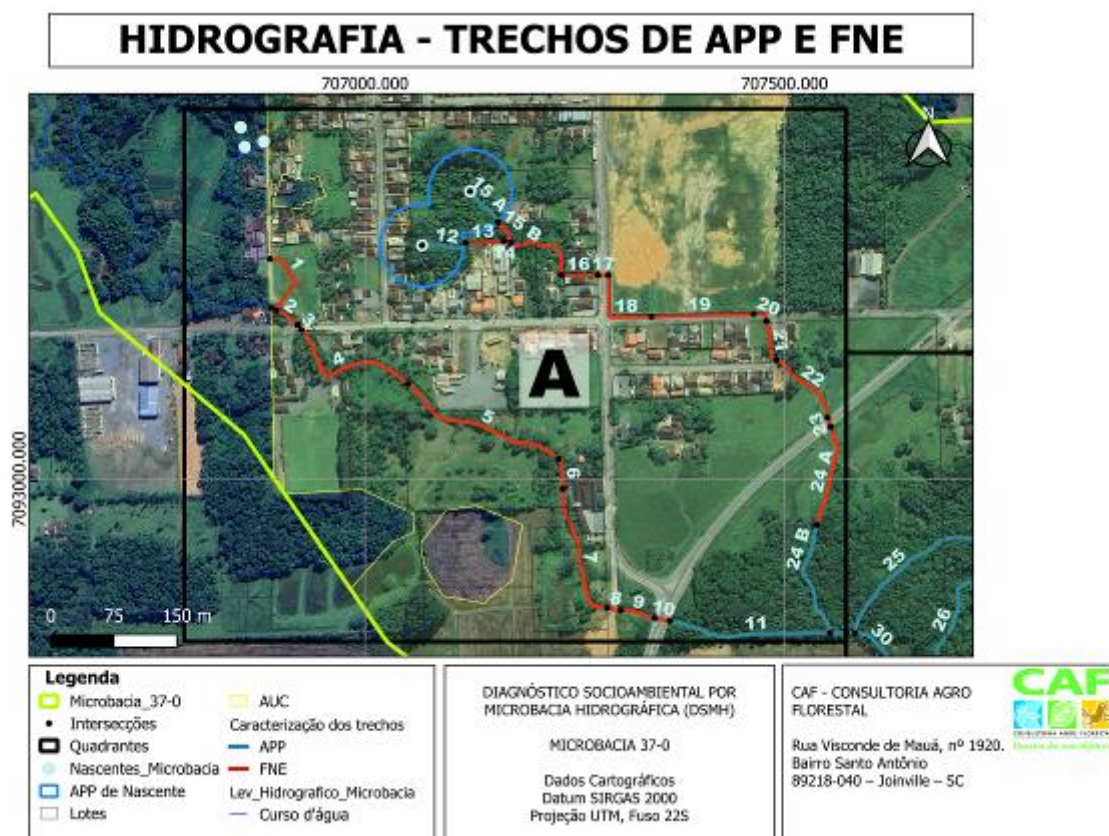 HIDROGRAFIA - TRECHOS DE APP E FNE
707000.000
707500.000
N
15 A
15 B
12
13
14
16
17
1
2
3
18
19
20
21
4
A
22
5
23
6
24 A
7093000.000
24 B
25
7
0 75 150 m
8
9
10
11
30
26
Legenda
Microbacia_37-0
Intersecções
Quadrantes
Nascentes_Microbacia
APP de Nascente
Lotes
AUC
Caracterização dos trechos
APP
FNE
Lev_Hidrografico_Microbacia
Curso d'água
DIAGNÓSTICO SOCIOAMBIENTAL POR
MICROBACIA HIDROGRÁFICA (DSMH)
MICROBACIA 37-0
Dados Cartográficos
Datum SIRGAS 2000
Projeção UTM, Fuso 22S
CAF - CONSULTORIA AGRO
FLORESTAL
Rua Visconde de Mauá, nº 1920.
Bairro Santo Antônio
89218-040 – Joinville – SC
CAF
CONSULTORIA AGRO FLORESTAL